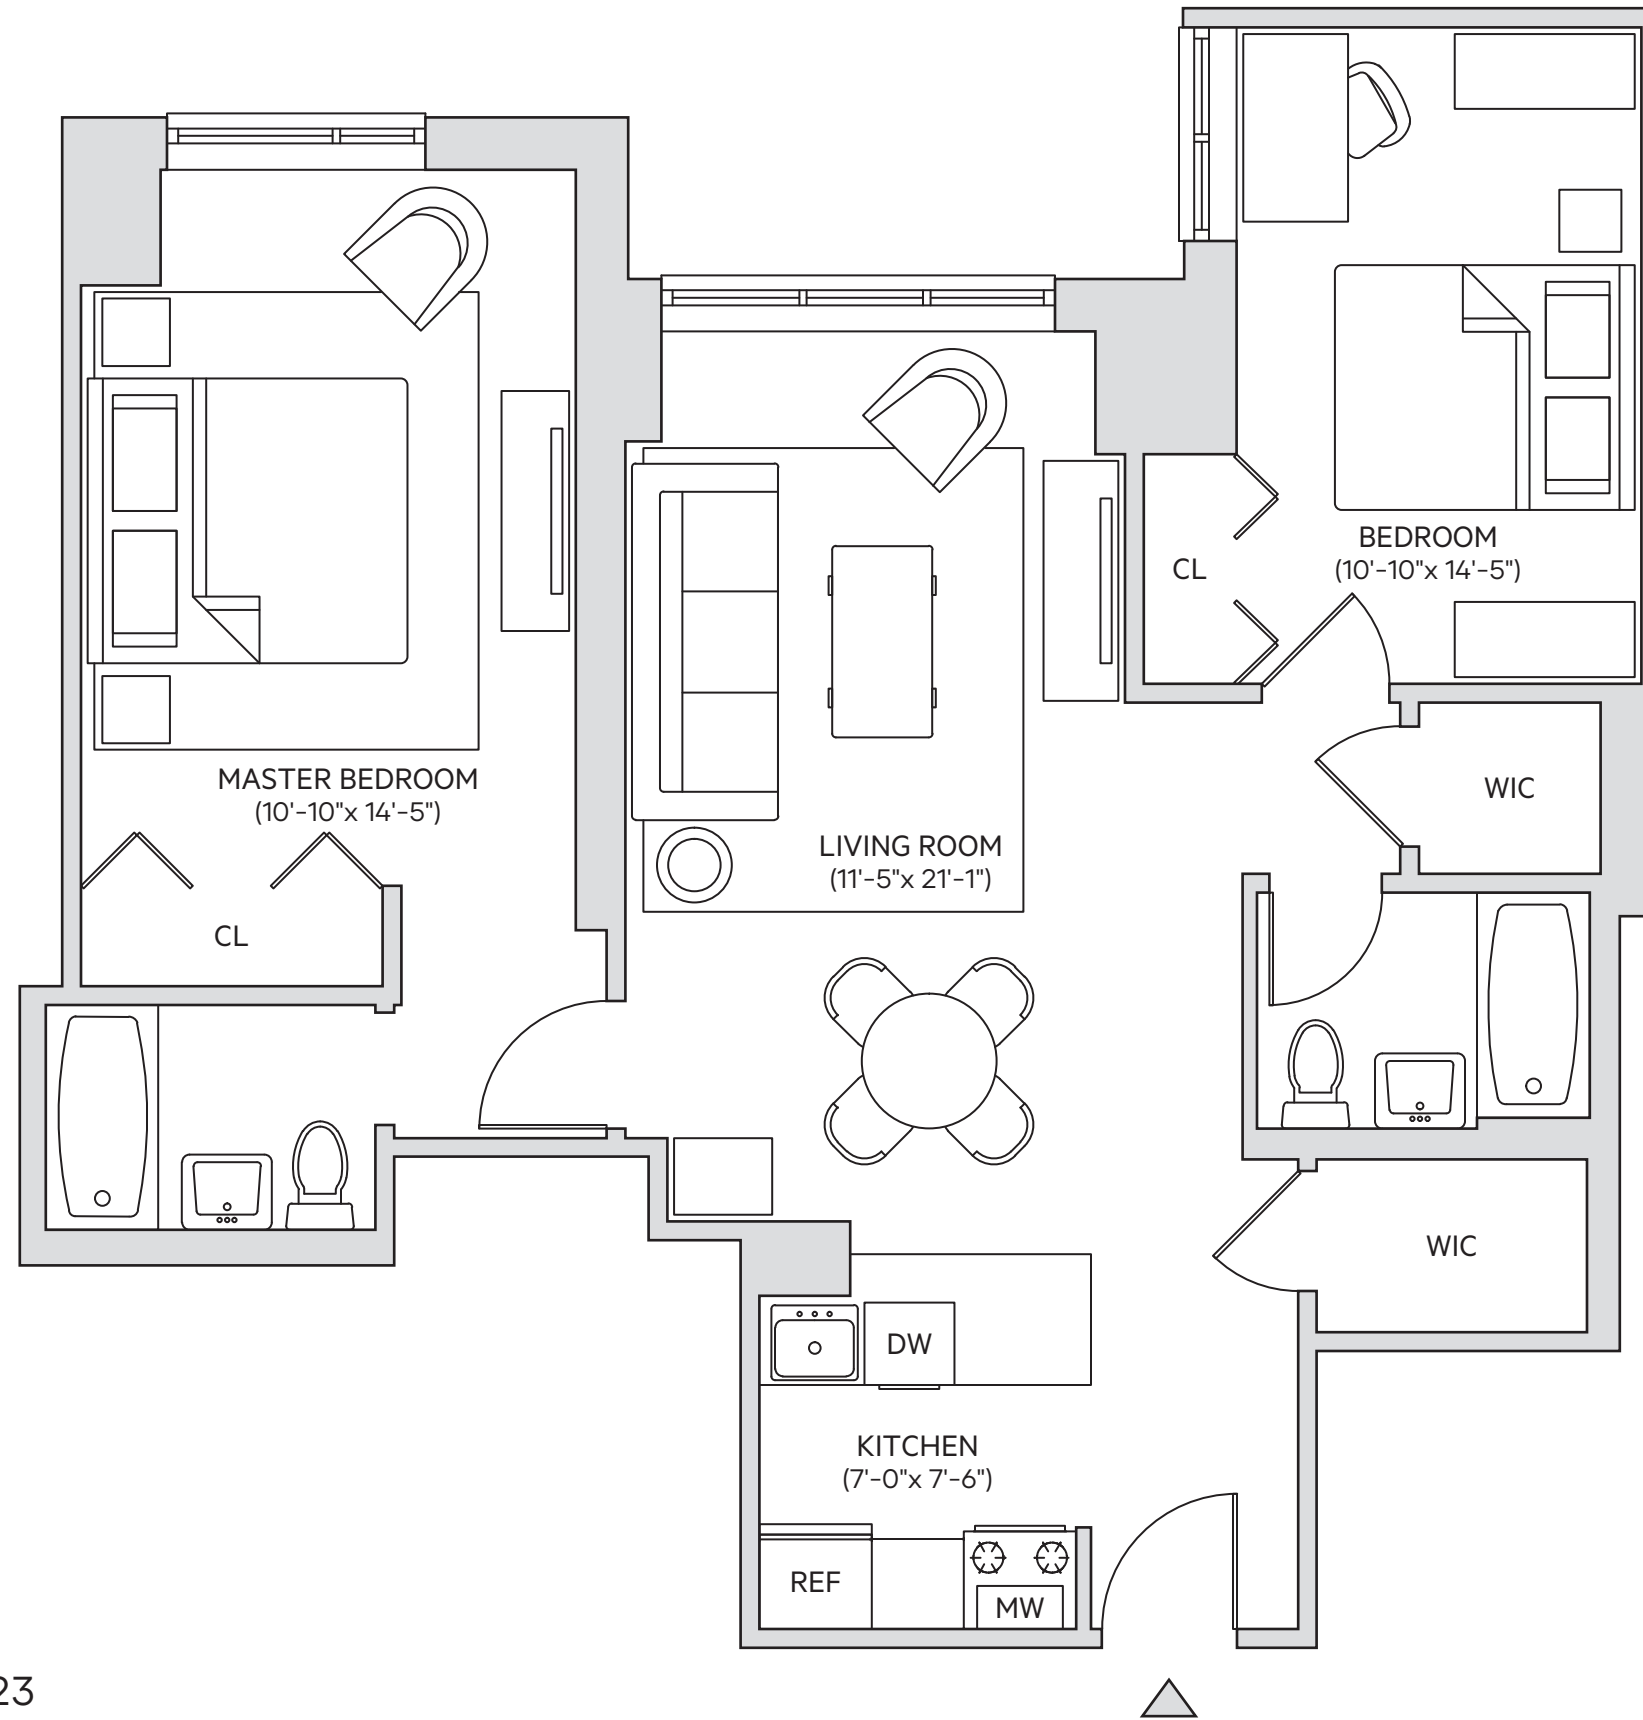 BEDROOM
(10'-10"x 14'-5")
CL
MASTER BEDROOM
(10'-10"x 14'-5")
WIC
LIVING ROOM
(11'-5"x 21'-1")
CL
WIC
DW
KITCHEN
(7'-0"x 7'-6")
REF
MW
23